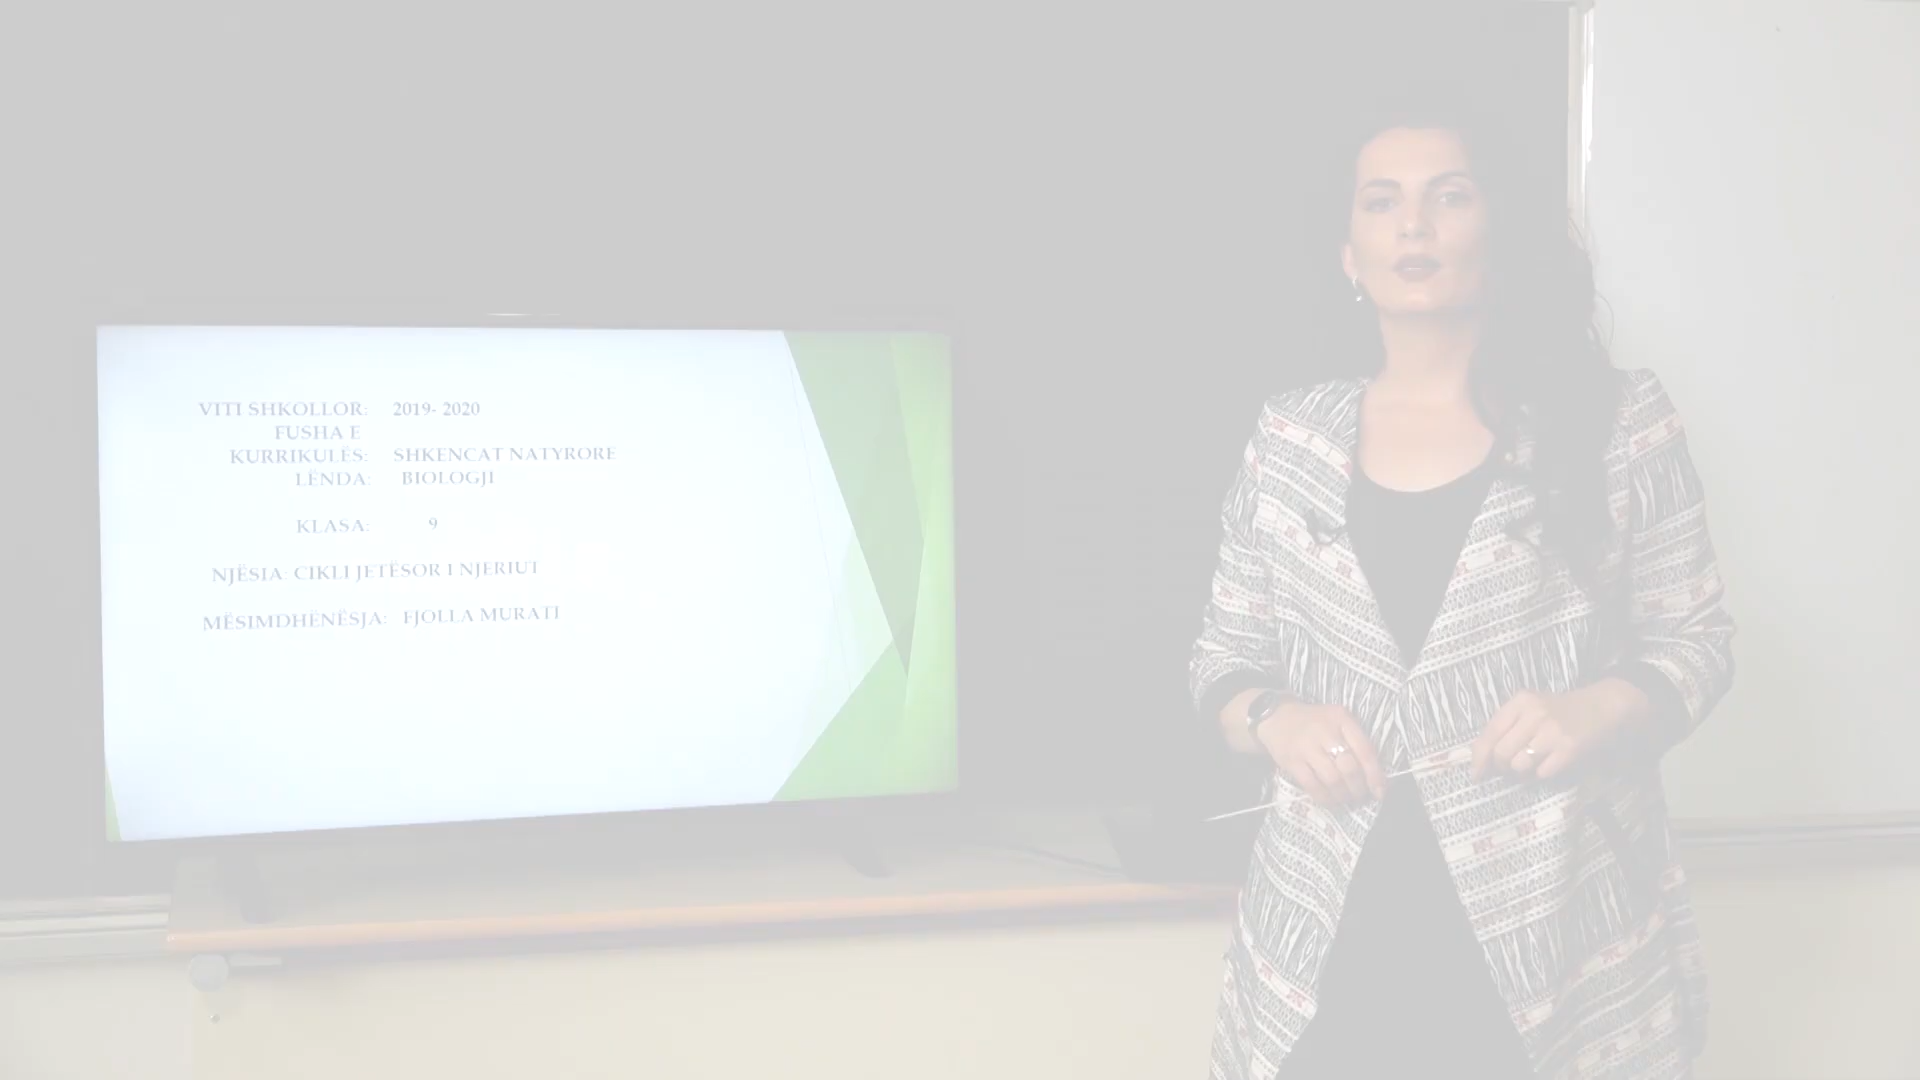 VITI SHKOLLOR: 2019- 2020
FUSHA E
KURRIKULËS: SHKENCAT NATYRORE
LËNDA: BIOLOGJI
KLASA: 9
NJËSIA: CIKLI JETËSOR I NJERIUT
MËSIMDHËNËSJA: FJOLLA MURATI